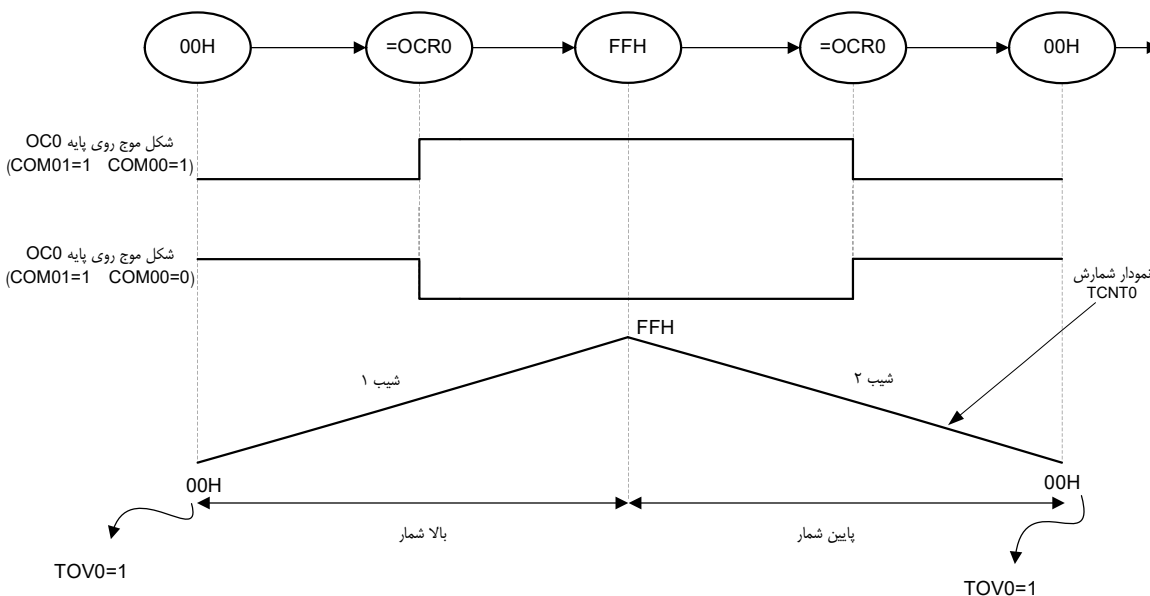 00H
=OCR0
FFH
=OCR0
00H
شکل موج روی پایه OC0
(COM01=1 COM00=1)
شکل موج روی پایه OC0
(COM01=1 COM00=0)
نمودار شمارش
TCNT0
FFH
شیب ۱
شیب ۲
00H
00H
بالا شمار
پایین شمار
TOV0=1
TOV0=1